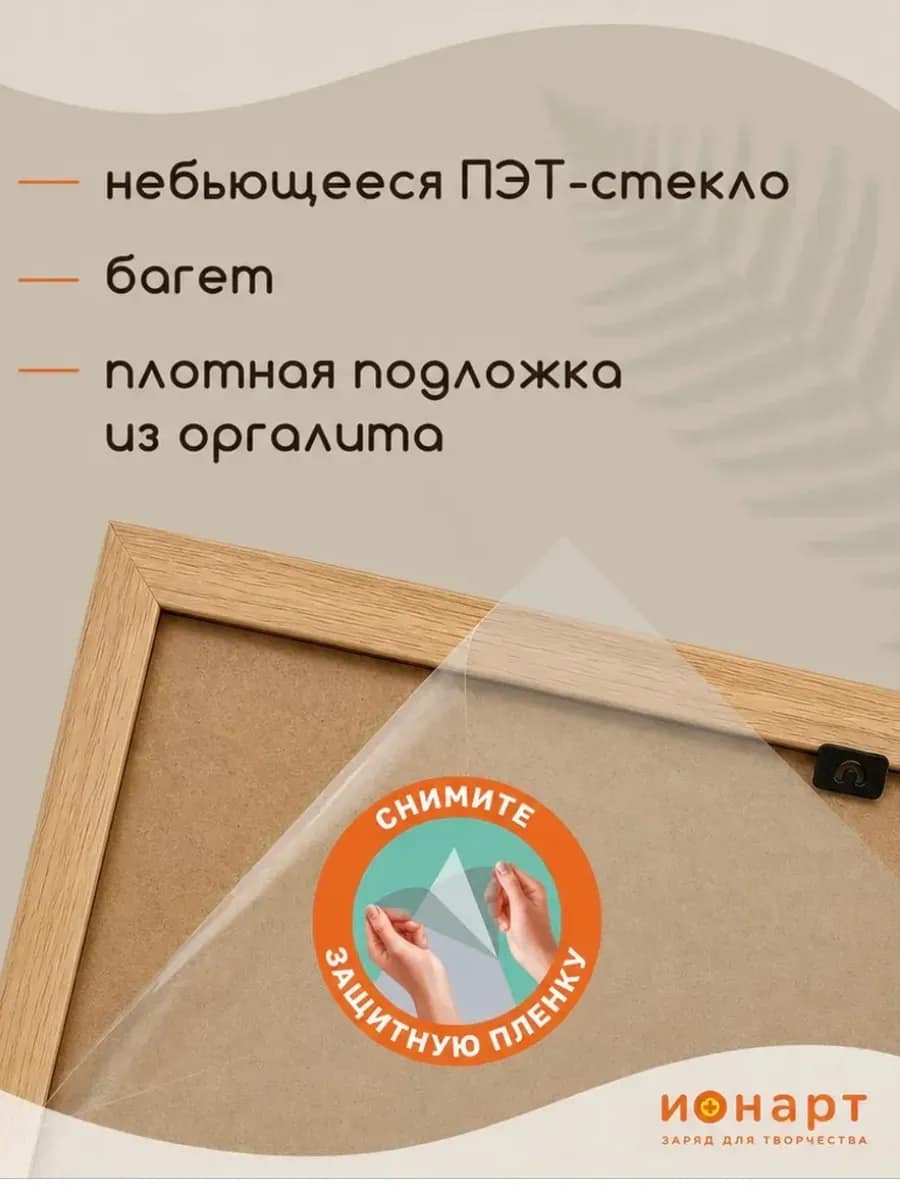 небьющееся ПЭТ-стекло
багет
плотная подложка
из оргалита
СНИМИТЕ
ЗАЩИТНУЮ ПЛЕНКУ
ионарт
ЗАРЯД ДЛЯ ТВОРЧЕСТВА